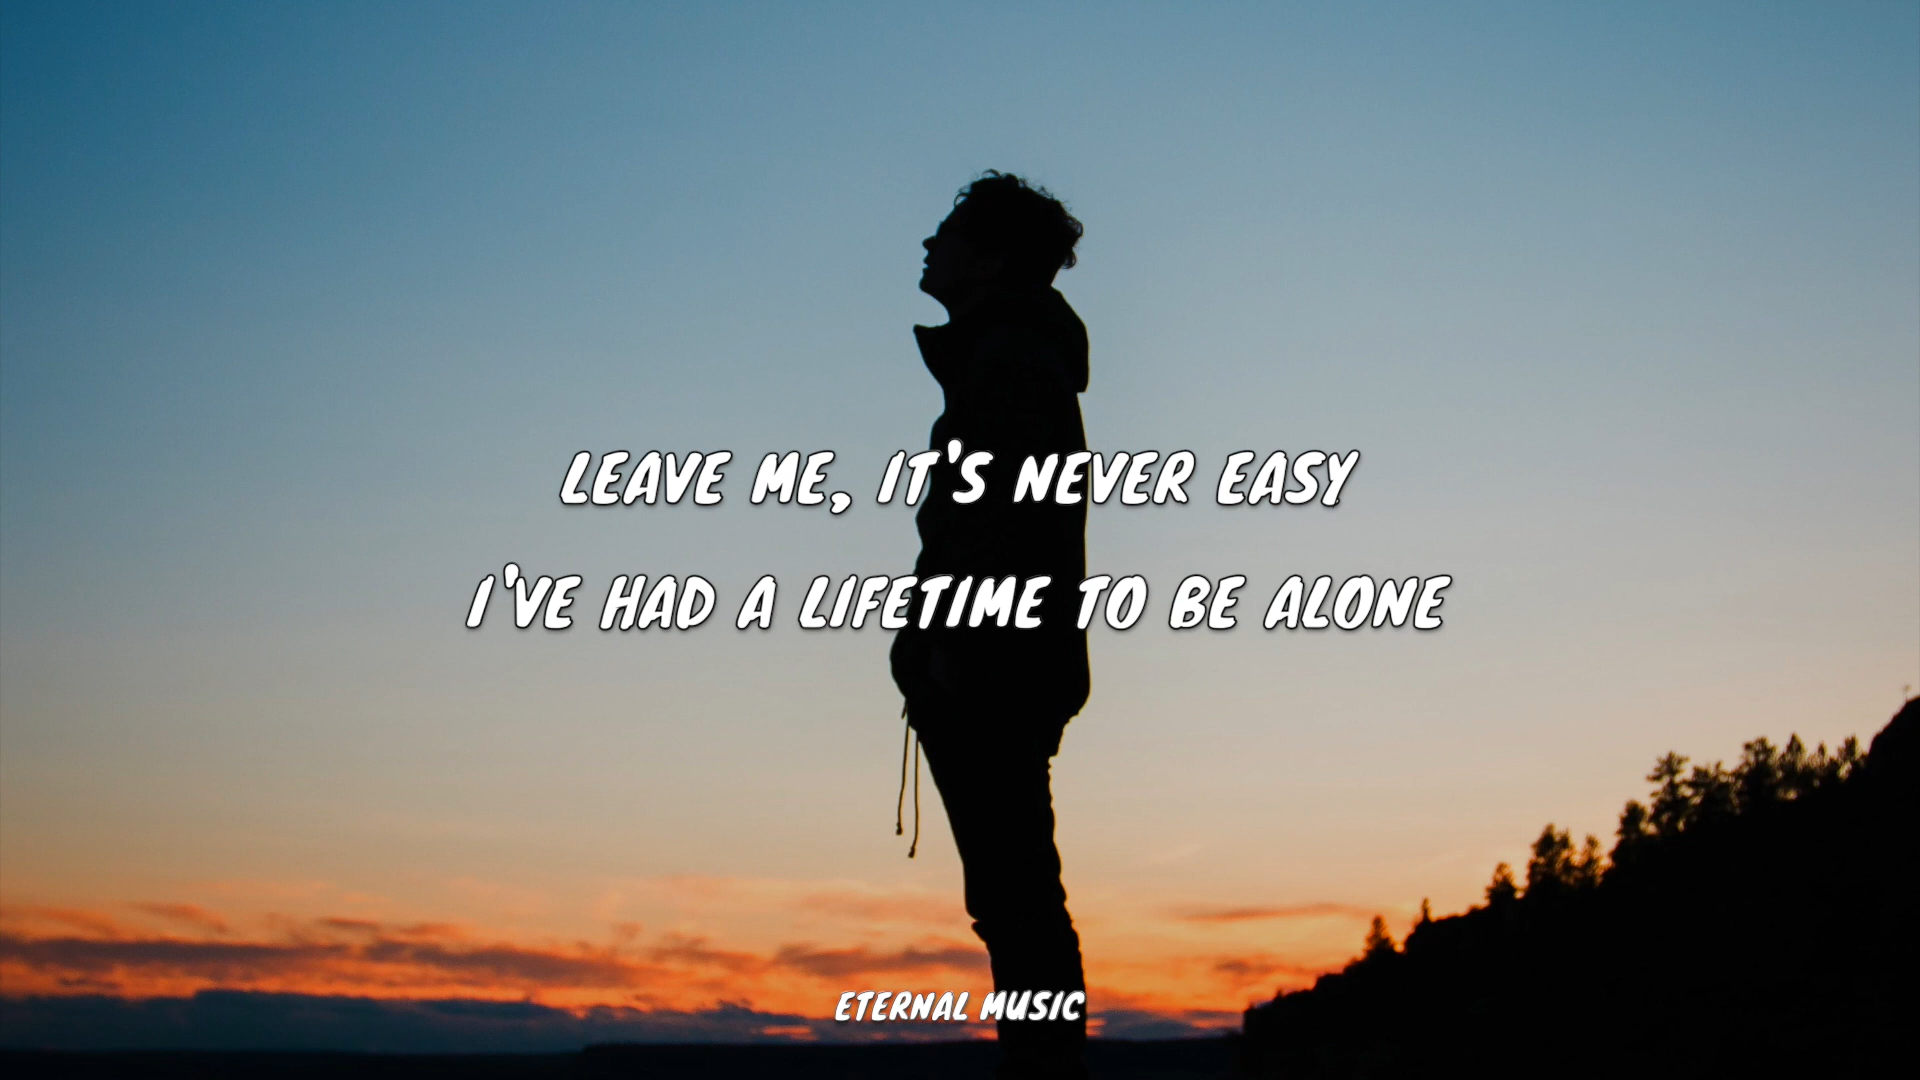 LEAVE ME, IT'S NEVER EASY
I'VE HAD A LIFETIME TO BE ALONE
ETERNAL MUSIC